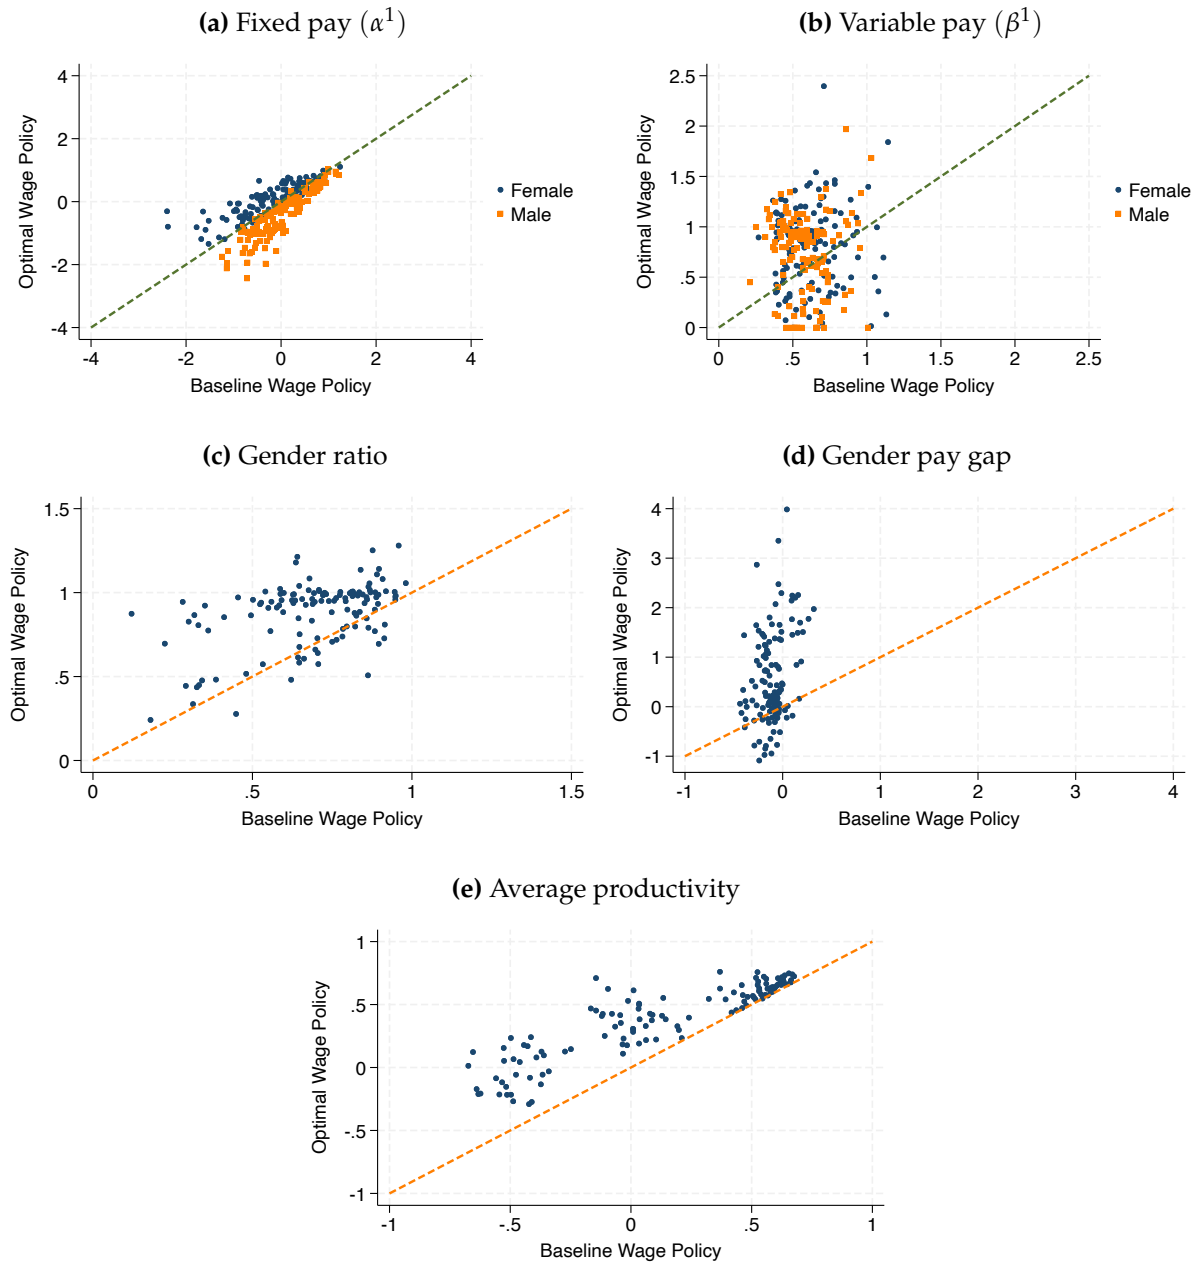 (a) Fixed pay (α¹)
Optimal Wage Policy
4
2
0
-2
-4
-4 -2 0 2 4
Baseline Wage Policy
Female
Male
(b) Variable pay (β¹)
Optimal Wage Policy
2.5
2
1.5
1
.5
0
0 .5 1 1.5 2 2.5
Baseline Wage Policy
Female
Male
(c) Gender ratio
Optimal Wage Policy
1.5
1
.5
0
0 .5 1 1.5
Baseline Wage Policy
(d) Gender pay gap
Optimal Wage Policy
4
3
2
1
0
-1
-1 0 1 2 3 4
Baseline Wage Policy
(e) Average productivity
Optimal Wage Policy
1
.5
0
-.5
-1
-1 -.5 0 .5 1
Baseline Wage Policy